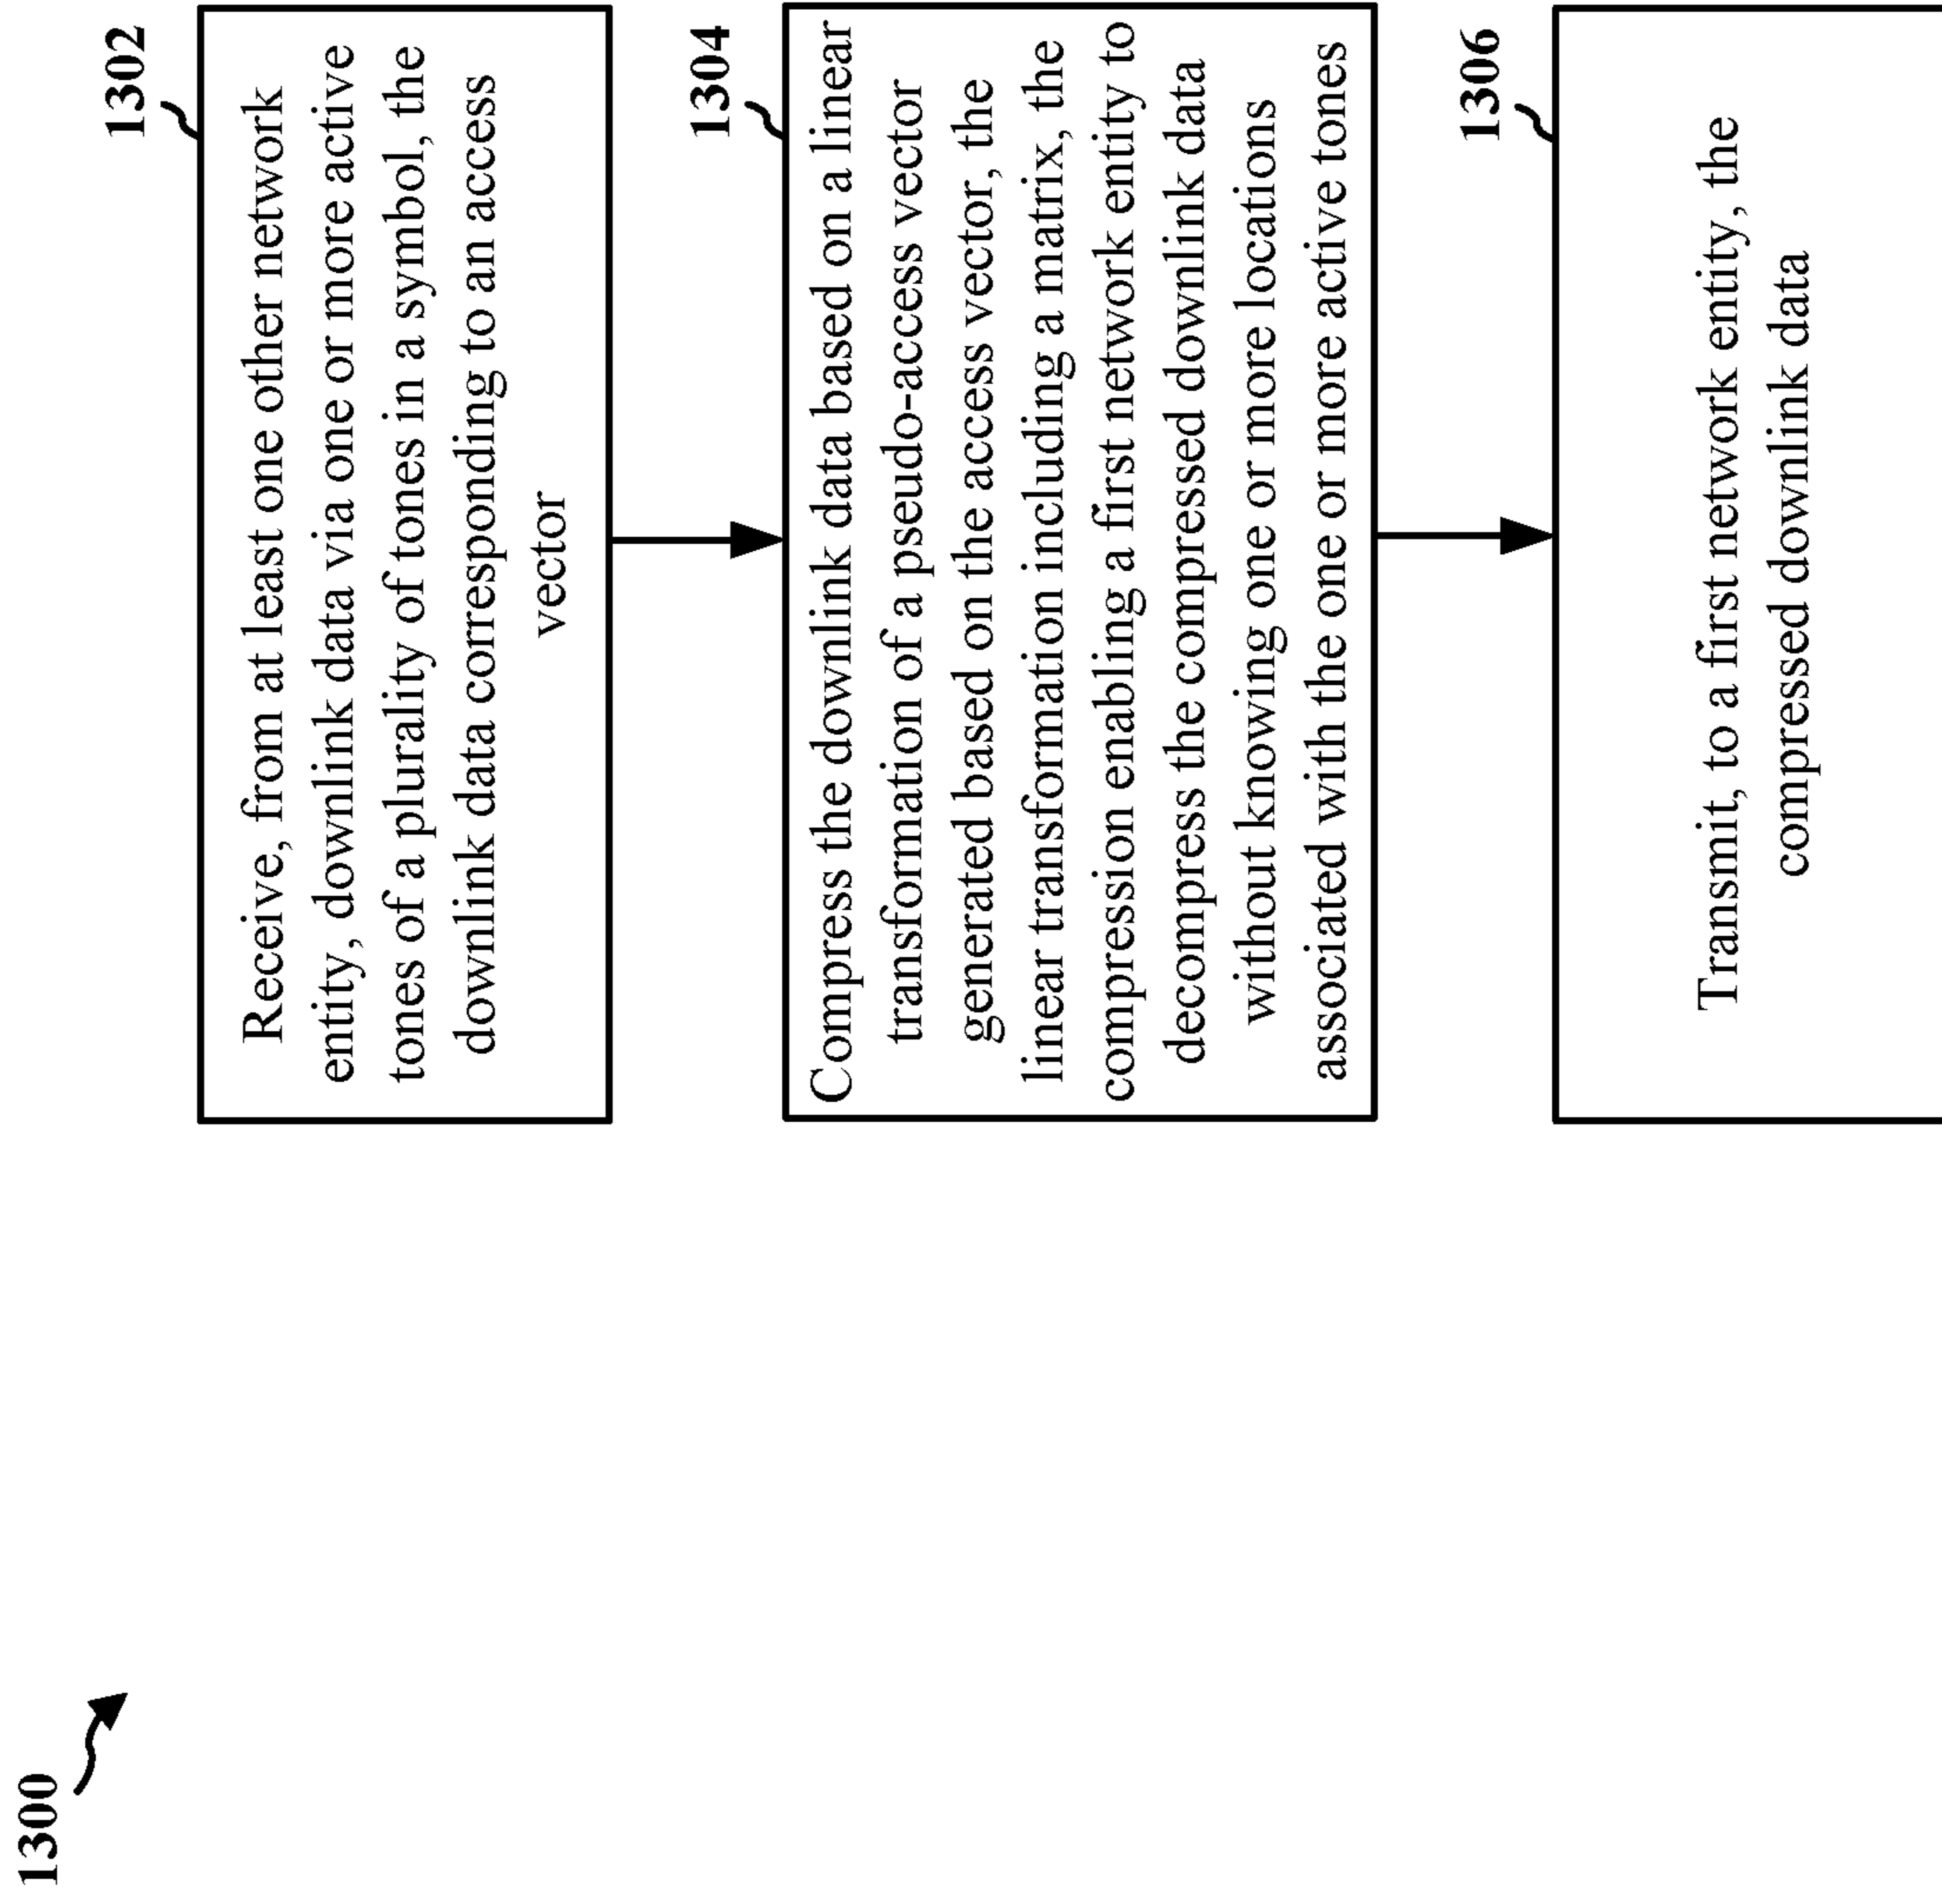 1300
1302
Receive, from at least one other network
entity, downlink data via one or more active
tones of a plurality of tones in a symbol, the
downlink data corresponding to an access
vector
1304
Compress the downlink data based on a linear
transformation of a pseudo-access vector
generated based on the access vector, the
linear transformation including a matrix, the
compression enabling a first network entity to
decompress the compressed downlink data
without knowing one or more locations
associated with the one or more active tones
1306
Transmit, to a first network entity, the
compressed downlink data